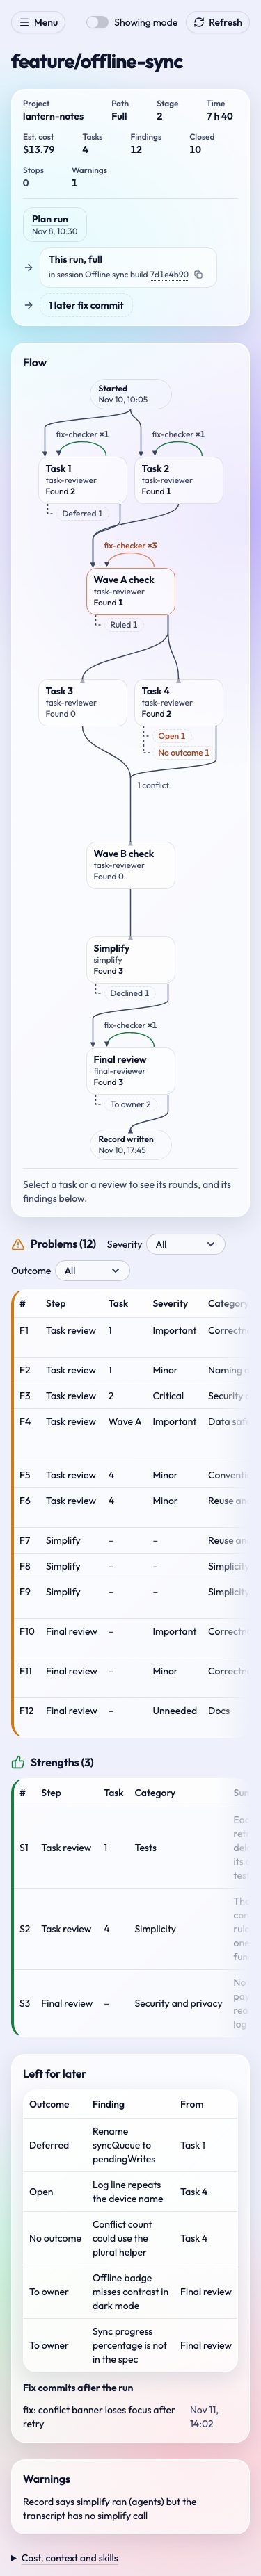 Menu
Showing mode
Refresh
feature/offline-sync
Project Path Stage Time
lantern-notes Full 2 7 h 40
Est. cost Tasks Findings Closed
$13.79 4 12 10
Stops Warnings
0 1
Plan run
Nov 8, 10:30
This run, full
in session Offline sync build 7d1e4b90
1 later fix commit
Flow
Started
Nov 10, 10:05
fix-checker ×1 fix-checker ×1
Task 1
task-reviewer
Found 2
Task 2
task-reviewer
Found 1
Deferred 1
fix-checker ×3
Wave A check
task-reviewer
Found 1
Ruled 1
Task 3
task-reviewer
Found 0
Task 4
task-reviewer
Found 2
Open 1
No outcome 1
1 conflict
Wave B check
task-reviewer
Found 0
Simplify
simplify
Found 3
Declined 1
fix-checker ×1
Final review
final-reviewer
Found 3
To owner 2
Record written
Nov 10, 17:45
Select a task or a review to see its rounds, and its
findings below.
Problems (12) Severity All
Outcome All
# Step Task Severity Category
F1 Task review 1 Important
F2 Task review 1 Minor Naming
F3 Task review 2 Critical Security
F4 Task review Wave A Important Data
F5 Task review 4 Minor
F6 Task review 4 Minor Reuse
F7 Simplify – – Reuse
F8 Simplify – – Simplicity
F9 Simplify – – Simplicity
F10 Final review – Important
F11 Final review – Minor
F12 Final review – Unneeded Docs
Strengths (3)
# Step Task Category
S1 Task review 1 Tests
S2 Task review 4 Simplicity
S3 Final review – Security and privacy
Left for later
Outcome Finding From
Deferred Rename syncQueue to pendingWrites Task 1
Open Log line repeats the device name Task 4
No outcome Conflict count could use the plural helper Task 4
To owner Offline badge misses contrast in dark mode Final review
To owner Sync progress percentage is not in the spec Final review
Fix commits after the run
fix: conflict banner loses focus after retry Nov 11, 14:02
Warnings
Record says simplify ran (agents) but the
transcript has no simplify call
Cost, context and skills